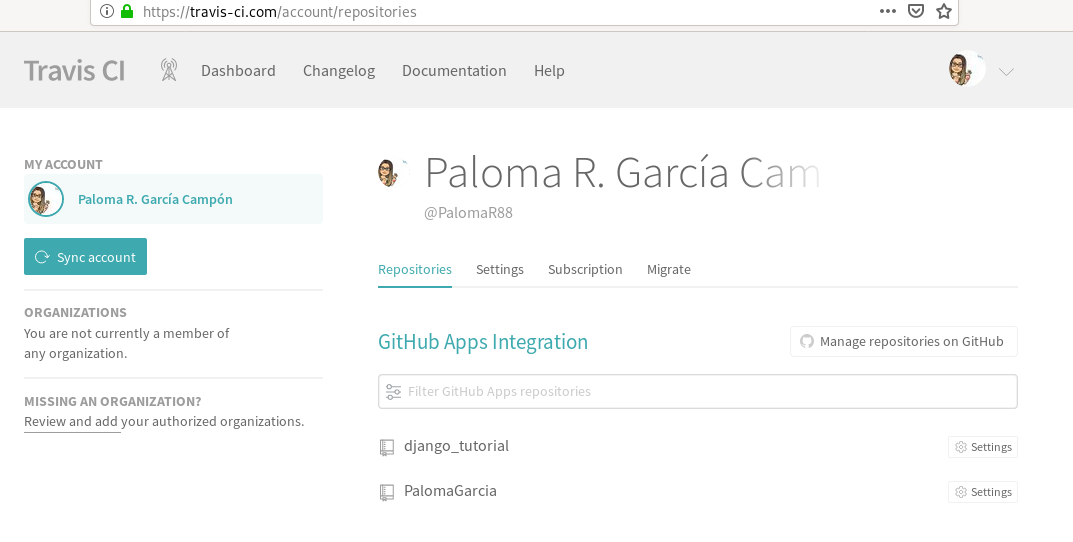 https://travis-ci.com/account/repositories
Travis CI
Dashboard
Changelog
Documentation
Help
MY ACCOUNT
Paloma R. García Campón
Sync account
ORGANIZATIONS
You are not currently a member of
any organization.
MISSING AN ORGANIZATION?
Review and add your authorized organizations.
Paloma R. García Cam
@PalomaR88
Repositories
Settings
Subscription
Migrate
GitHub Apps Integration
Manage repositories on GitHub
Filter GitHub Apps repositories
django_tutorial
Settings
PalomaGarcia
Settings